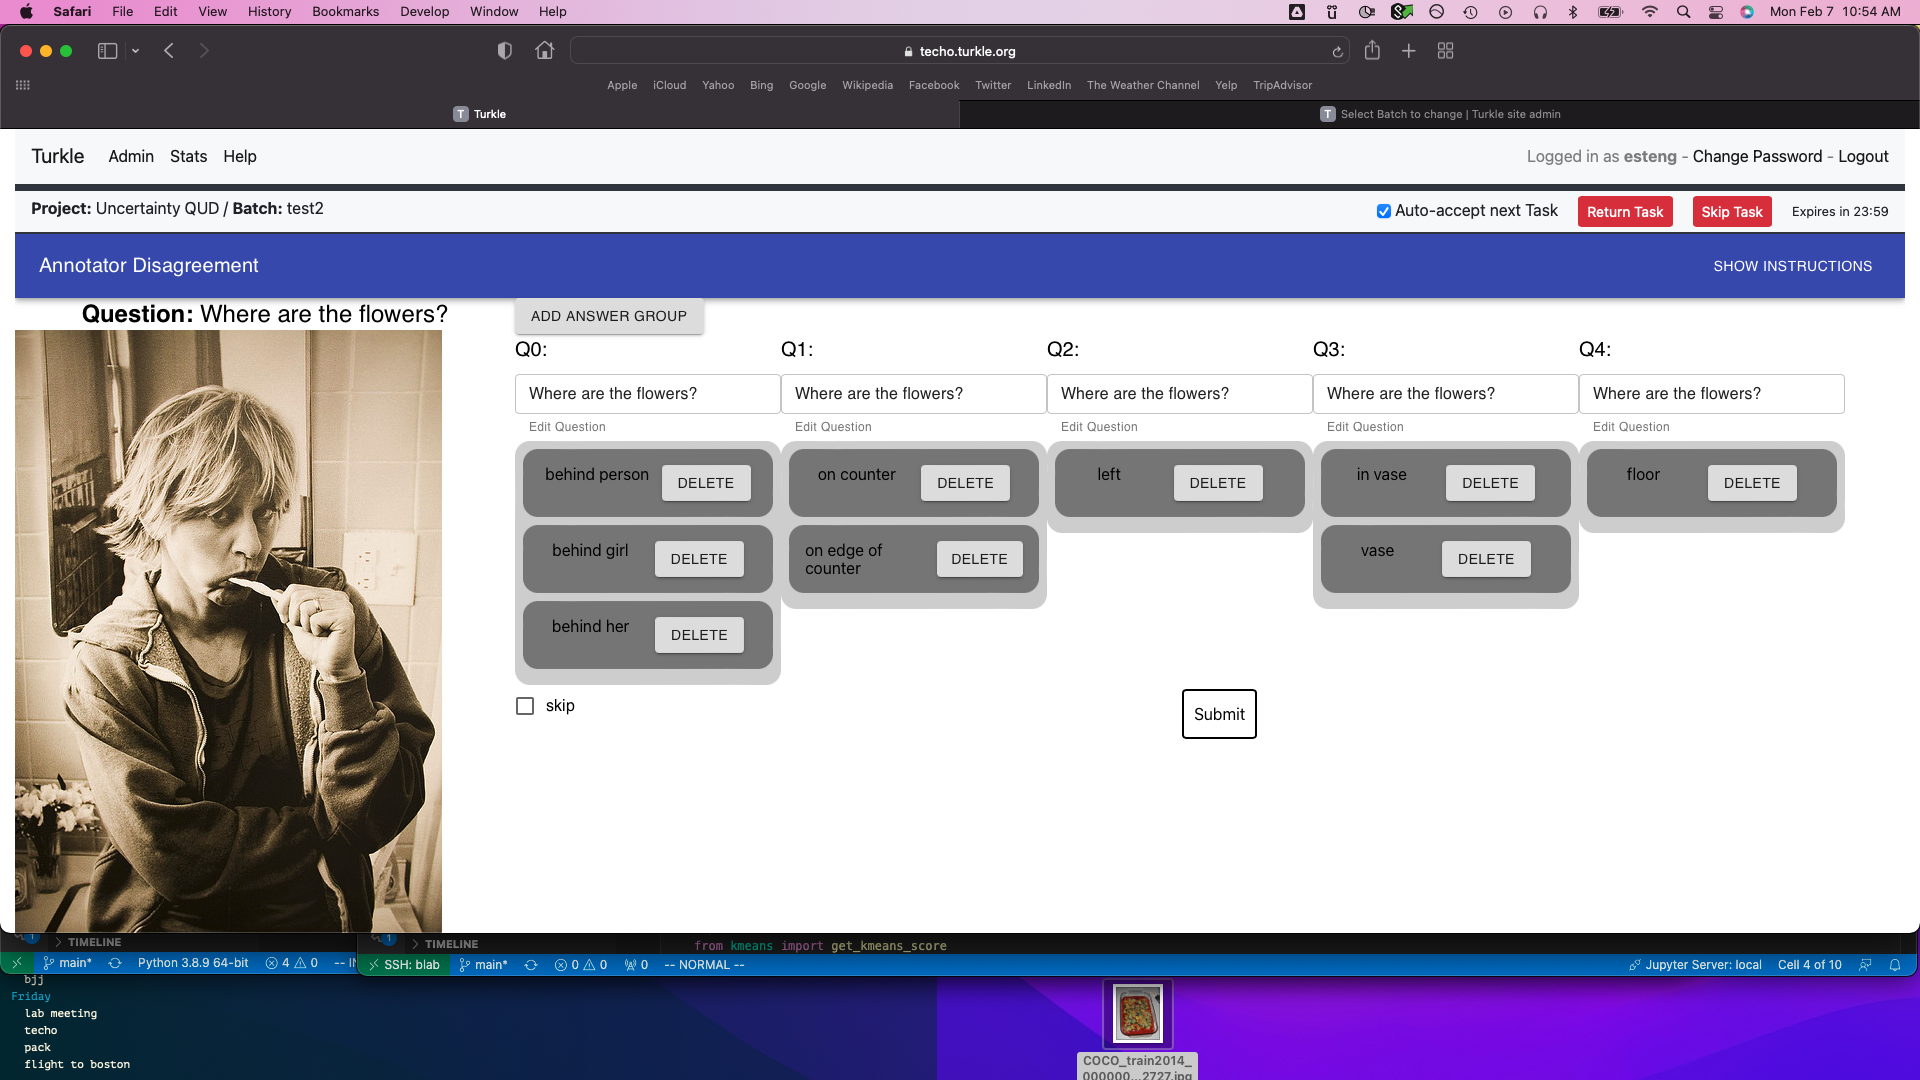 Safari File Edit View History Bookmarks Develop Window Help Mon Feb 7 10:54 AM
techo.turkle.org
Apple iCloud Yahoo Bing Google Wikipedia Facebook Twitter LinkedIn The Weather Channel Yelp TripAdvisor
T Turkle T Select Batch to change | Turkle site admin
Turkle Admin Stats Help Logged in as esteng - Change Password - Logout
Project: Uncertainty QUD / Batch: test2 Auto-accept next Task Return Task Skip Task Expires in 23:59
Annotator Disagreement SHOW INSTRUCTIONS
Question: Where are the flowers?
ADD ANSWER GROUP
Q0: Q1: Q2: Q3: Q4:
Where are the flowers? Where are the flowers? Where are the flowers? Where are the flowers? Where are the flowers?
Edit Question Edit Question Edit Question Edit Question Edit Question
behind person DELETE on counter DELETE left DELETE in vase DELETE floor DELETE
behind girl DELETE on edge of counter DELETE vase DELETE
behind her DELETE
skip
Submit
1 TIMELINE 1 TIMELINE from kmeans import get_kmeans_score
main* Python 3.8.9 64-bit 4 0 -- IN SSH: blab main* 0 0 0 -- NORMAL -- Jupyter Server: local Cell 4 of 10
bjj
Friday
lab meeting
techo
pack
flight to boston
COCO_train2014_
000000...2727.jpg